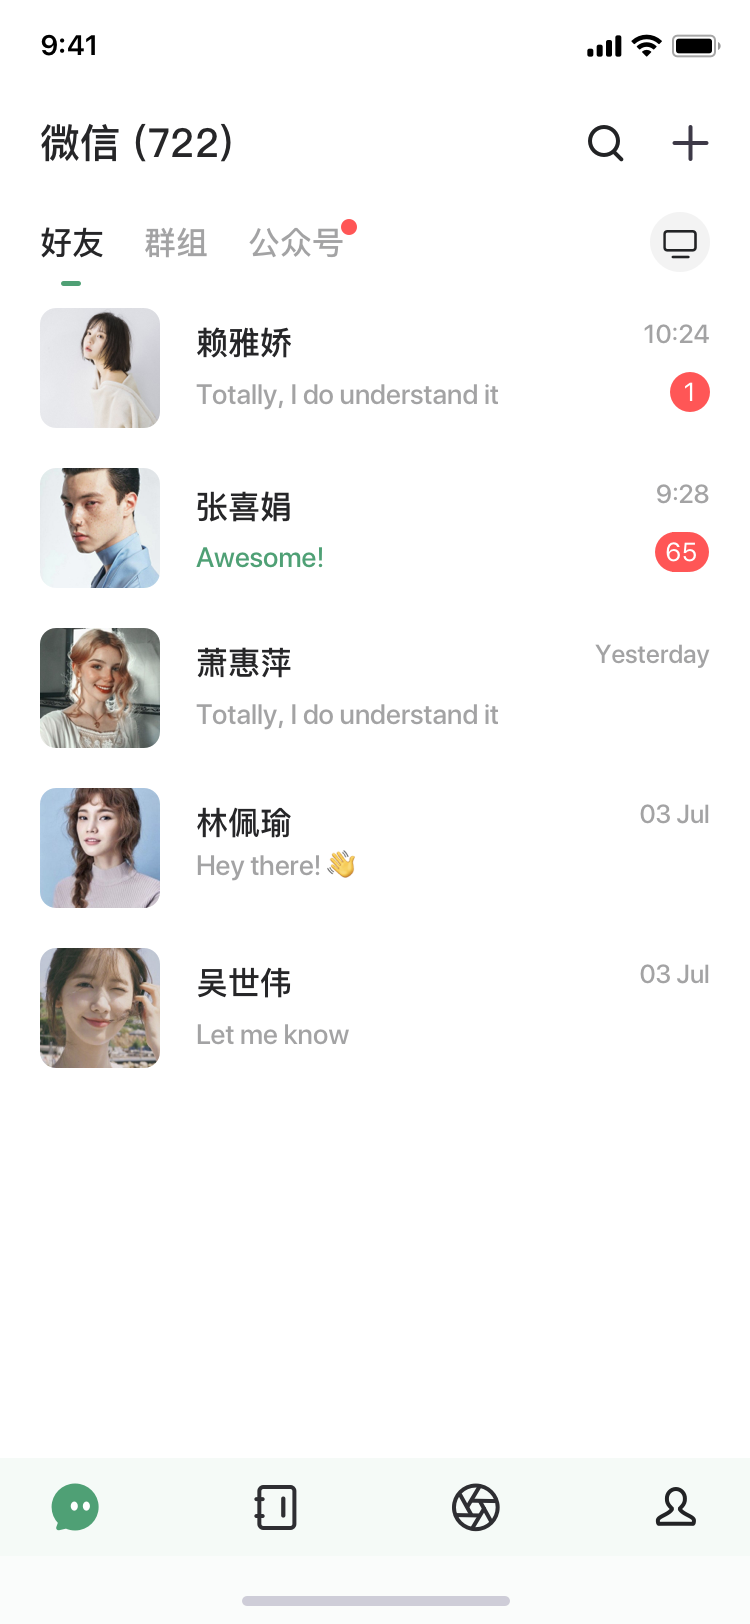 9:41
微信 (722)
好友 群组 公众号
赖雅娇 10:24
Totally, I do understand it 1
张喜娟 9:28
Awesome! 65
萧惠萍 Yesterday
Totally, I do understand it
林佩瑜 03 Jul
Hey there! 👋
吴世伟 03 Jul
Let me know